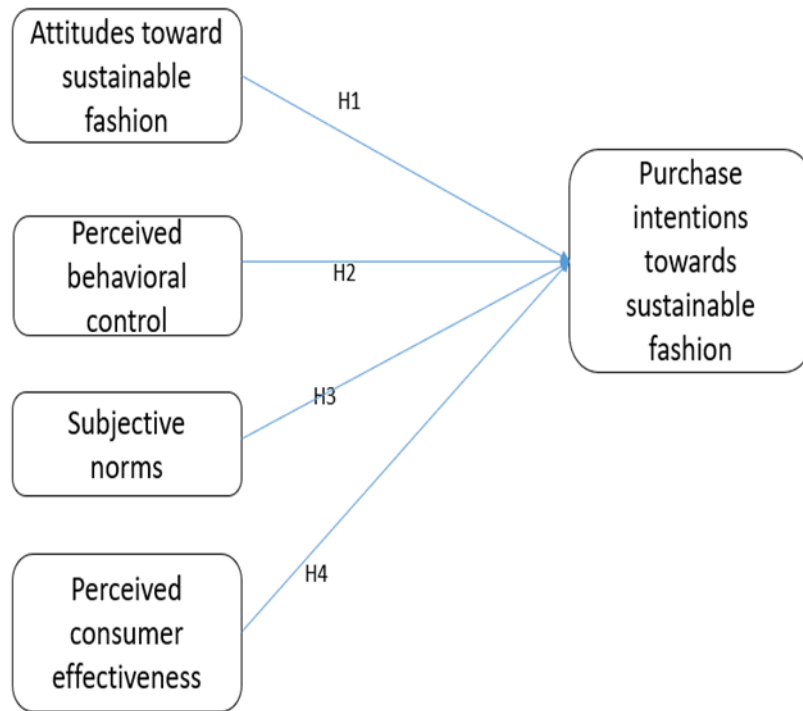 Attitudes toward
sustainable
fashion
H1
Perceived
behavioral
control
H2
Subjective
norms
H3
Perceived
consumer
effectiveness
H4
Purchase
intentions
towards
sustainable
fashion